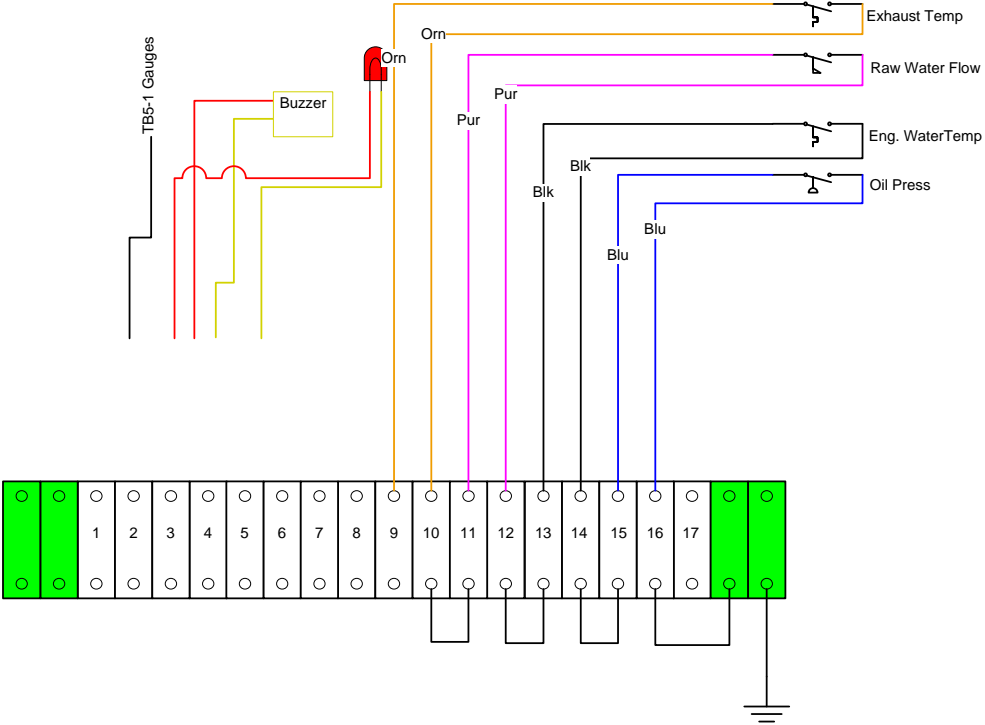 Exhaust Temp
Orn
Orn
TB5-1 Gauges
Raw Water Flow
Buzzer
Pur
Pur
Eng. WaterTemp
Blk
Blk
Oil Press
Blu
Blu
1 2 3 4 5 6 7 8 9 10 11 12 13 14 15 16 17